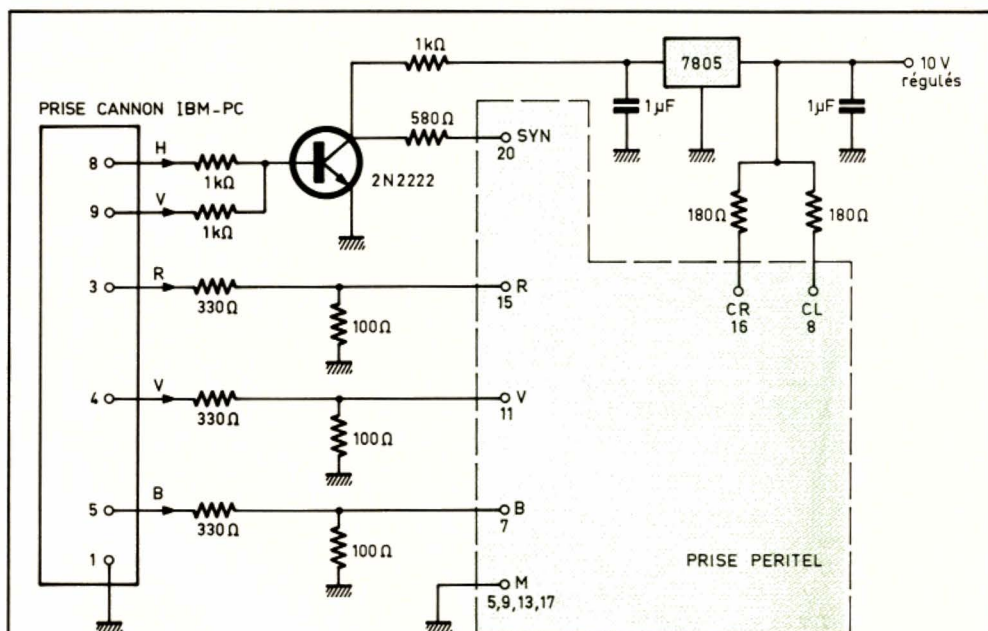 1kΩ
7805
10 V
régulés
1µF
1µF
PRISE CANNON IBM-PC
580Ω
SYN
20
8
H
1kΩ
2N2222
9
V
1kΩ
180Ω
180Ω
3
R
330Ω
R
15
100Ω
CR
16
CL
8
4
V
330Ω
V
11
100Ω
5
B
330Ω
B
7
100Ω
1
PRISE PERITEL
M
5,9,13,17